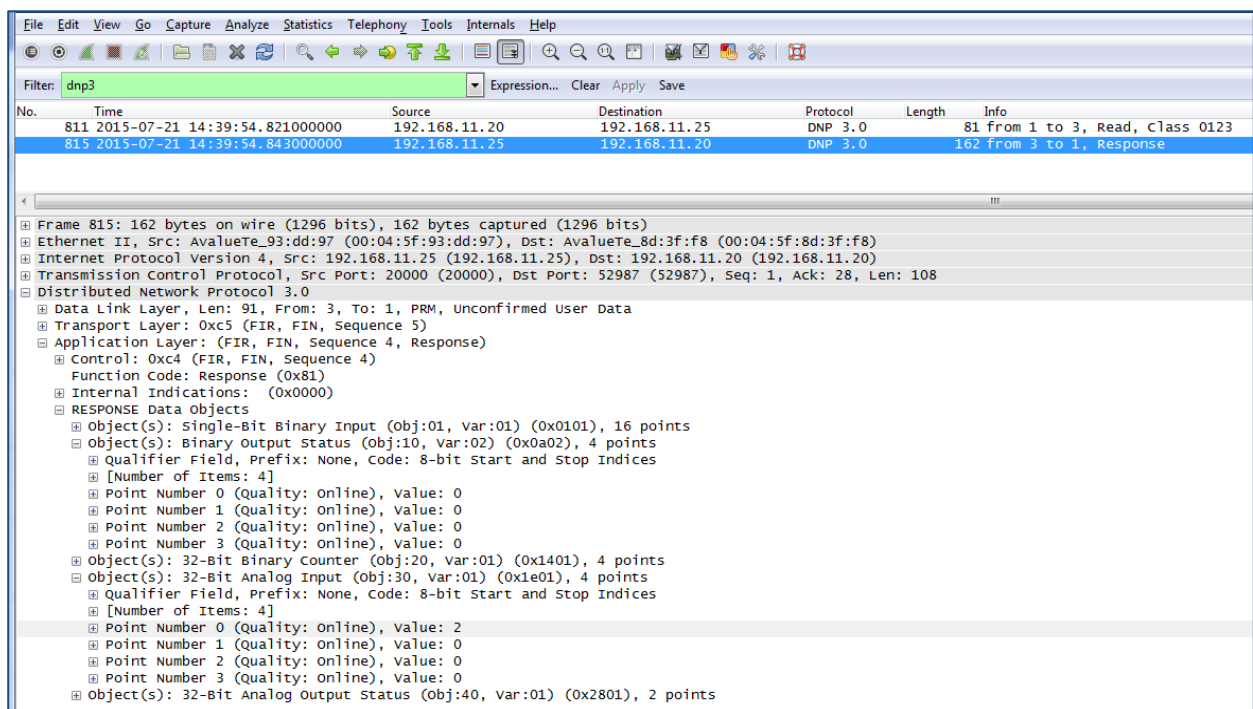 File Edit View Go Capture Analyze Statistics Telephony Tools Internals Help
Filter: dnp3 Expression... Clear Apply Save
No. Time Source Destination Protocol Length Info
811 2015-07-21 14:39:54.821000000 192.168.11.20 192.168.11.25 DNP 3.0 81 from 1 to 3, Read, Class 0123
815 2015-07-21 14:39:54.843000000 192.168.11.25 192.168.11.20 DNP 3.0 162 from 3 to 1, Response
Frame 815: 162 bytes on wire (1296 bits), 162 bytes captured (1296 bits)
Ethernet II, Src: AvalueTe_93:dd:97 (00:04:5f:93:dd:97), Dst: AvalueTe_8d:3f:f8 (00:04:5f:8d:3f:f8)
Internet Protocol Version 4, Src: 192.168.11.25 (192.168.11.25), Dst: 192.168.11.20 (192.168.11.20)
Transmission Control Protocol, Src Port: 20000 (20000), Dst Port: 52987 (52987), Seq: 1, Ack: 28, Len: 108
Distributed Network Protocol 3.0
Data Link Layer, Len: 91, From: 3, To: 1, PRM, Unconfirmed User Data
Transport Layer: 0xc5 (FIR, FIN, Sequence 5)
Application Layer: (FIR, FIN, Sequence 4, Response)
Control: 0xc4 (FIR, FIN, Sequence 4)
Function Code: Response (0x81)
Internal Indications: (0x0000)
RESPONSE Data Objects
Object(s): Single-Bit Binary Input (Obj:01, Var:01) (0x0101), 16 points
Object(s): Binary Output Status (Obj:10, Var:02) (0x0a02), 4 points
Qualifier Field, Prefix: None, Code: 8-bit Start and Stop Indices
[Number of Items: 4]
Point Number 0 (Quality: Online), Value: 0
Point Number 1 (Quality: Online), Value: 0
Point Number 2 (Quality: Online), Value: 0
Point Number 3 (Quality: Online), Value: 0
Object(s): 32-Bit Binary Counter (Obj:20, Var:01) (0x1401), 4 points
Object(s): 32-Bit Analog Input (Obj:30, Var:01) (0x1e01), 4 points
Qualifier Field, Prefix: None, Code: 8-bit Start and Stop Indices
[Number of Items: 4]
Point Number 0 (Quality: Online), Value: 2
Point Number 1 (Quality: Online), Value: 0
Point Number 2 (Quality: Online), Value: 0
Point Number 3 (Quality: Online), Value: 0
Object(s): 32-Bit Analog Output Status (Obj:40, Var:01) (0x2801), 2 points